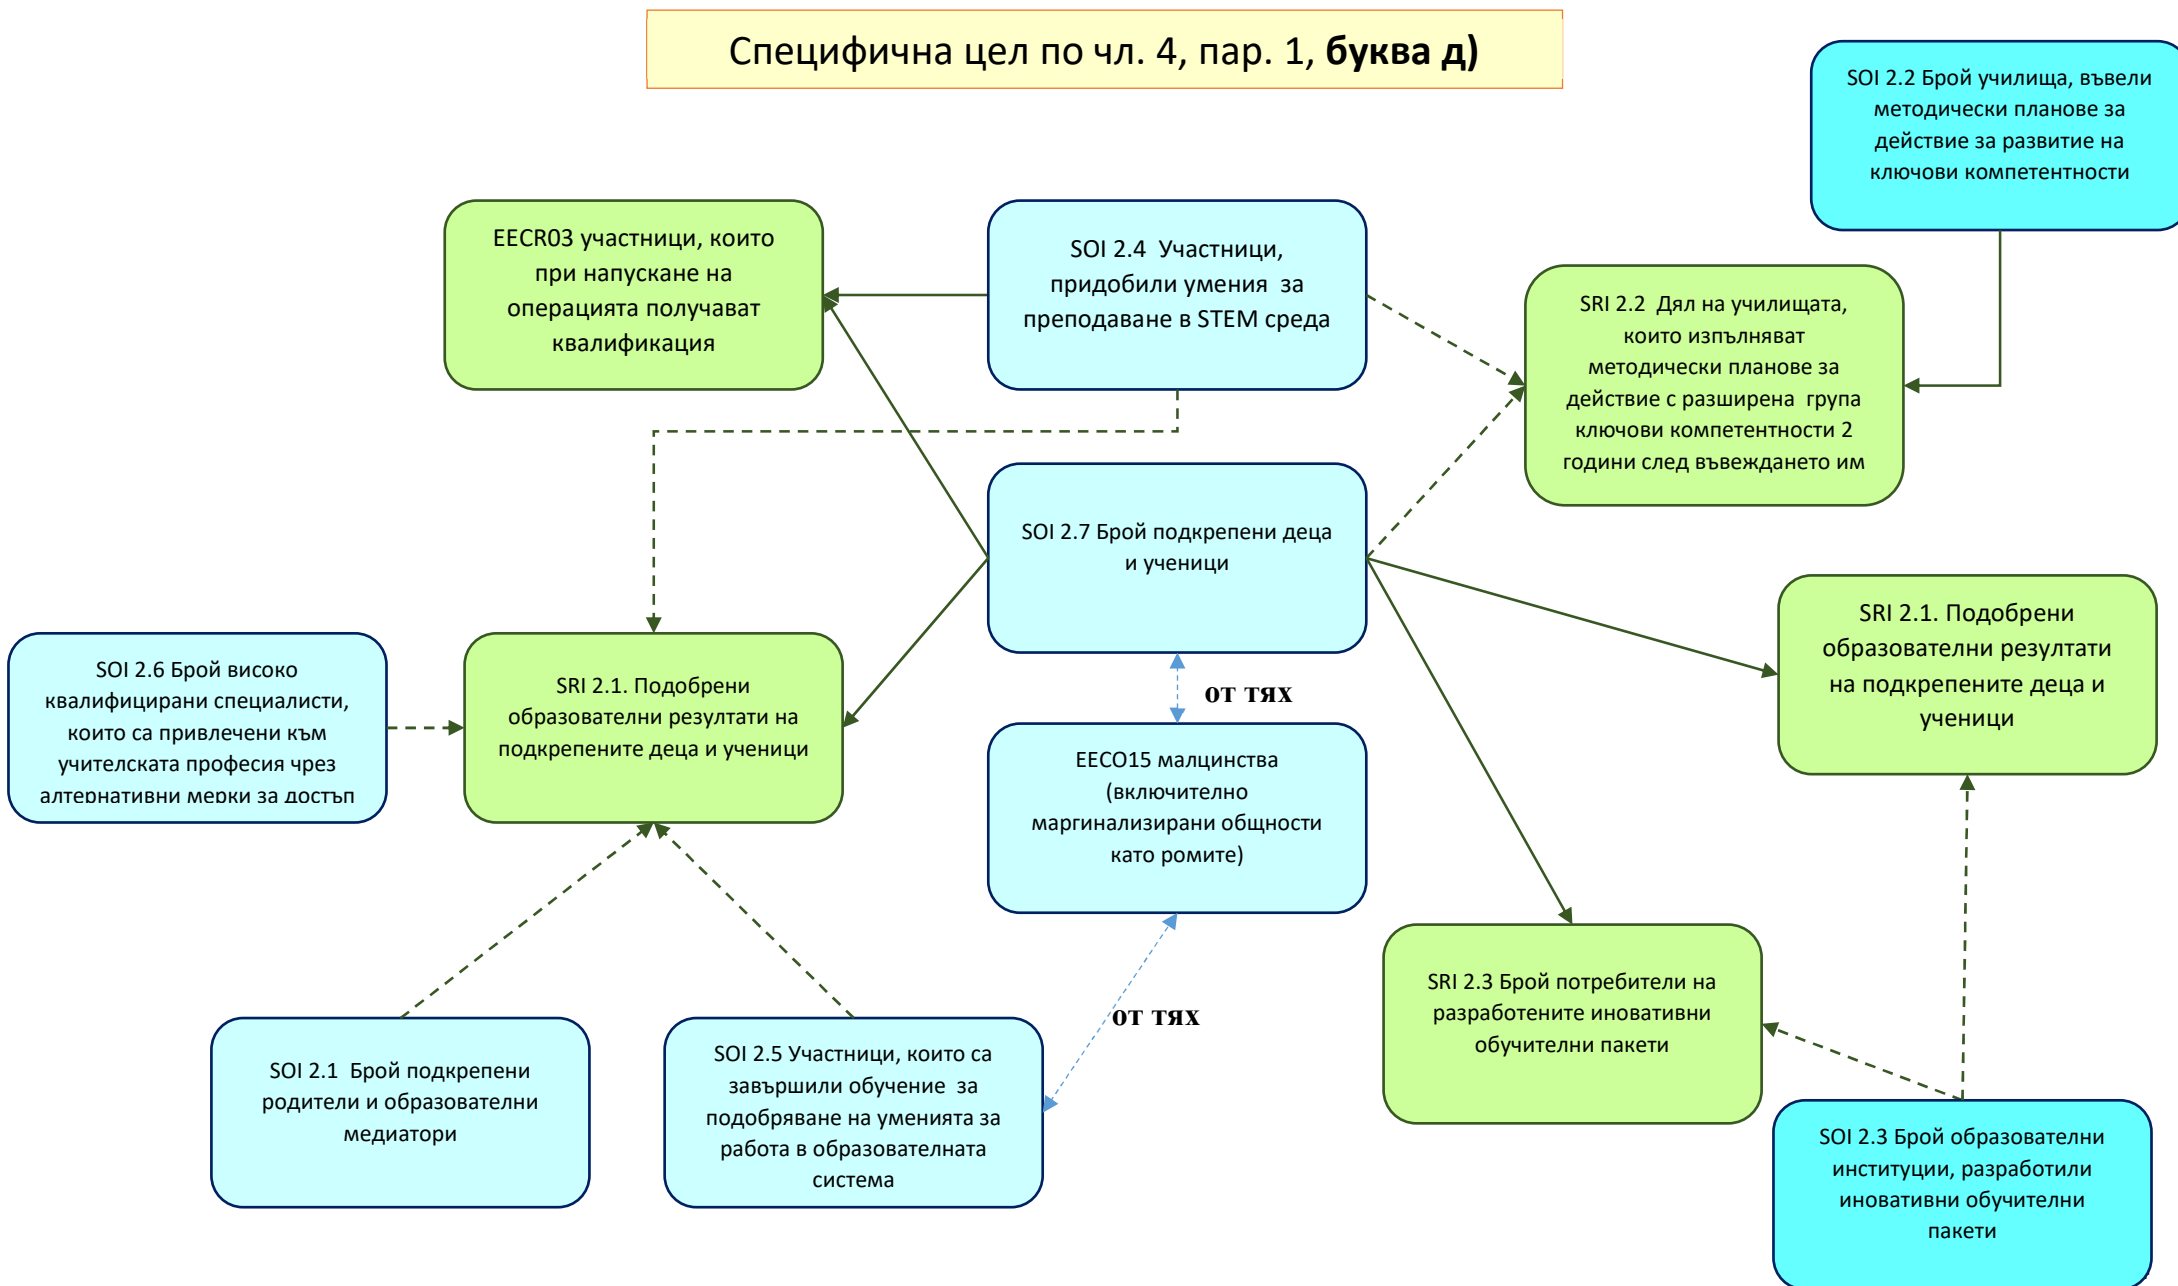 Специфична цел по чл. 4, пар. 1, буква д)
SOI 2.2 Брой училища, въвели
методически планове за
действие за развитие на
ключови компетентности
EECR03 участници, които
при напускане на
операцията получават
квалификация
SOI 2.4  Участници,
придобили умения  за
преподаване в STEM среда
SRI 2.2  Дял на училищата,
които изпълняват
методически планове за
действие с разширена  група
ключови компетентности 2
години след въвеждането им
SOI 2.7 Брой подкрепени деца
и ученици
SRI 2.1. Подобрени
образователни резултати
на подкрепените деца и
ученици
SOI 2.6 Брой високо
квалифицирани специалисти,
които са привлечени към
учителската професия чрез
алтернативни мерки за достъп
SRI 2.1. Подобрени
образователни резултати на
подкрепените деца и ученици
от тях
EECO15 малцинства
(включително
маргинализирани общности
като ромите)
SRI 2.3 Брой потребители на
разработените иновативни
обучителни пакети
от тях
SOI 2.1  Брой подкрепени
родители и образователни
медиатори
SOI 2.5 Участници, които са
завършили обучение  за
подобряване на уменията за
работа в образователната
система
SOI 2.3 Брой образователни
институции, разработили
иновативни обучителни
пакети